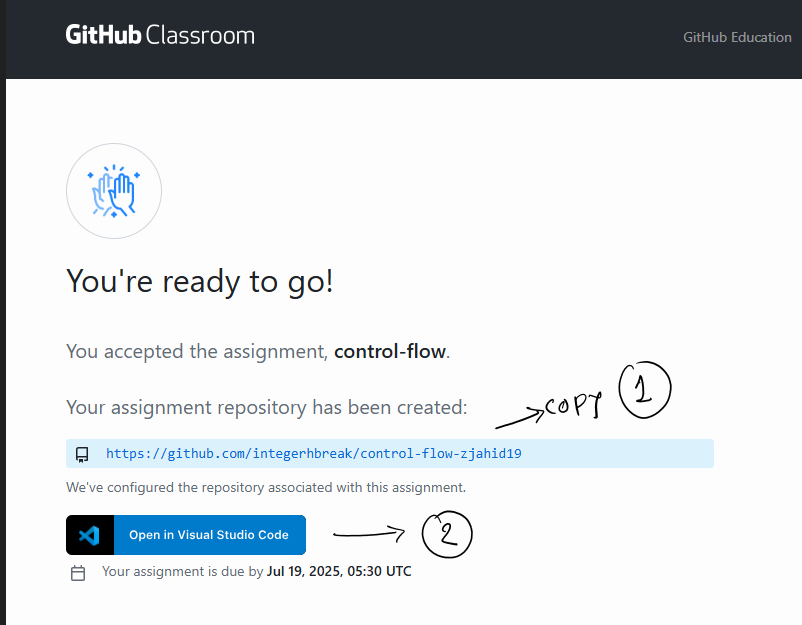 GitHub Classroom
GitHub Education
You're ready to go!
You accepted the assignment, control-flow.
Your assignment repository has been created:
COPY 1
https://github.com/integerhbreak/control-flow-zjahid19
We've configured the repository associated with this assignment.
Open in Visual Studio Code
2
Your assignment is due by Jul 19, 2025, 05:30 UTC